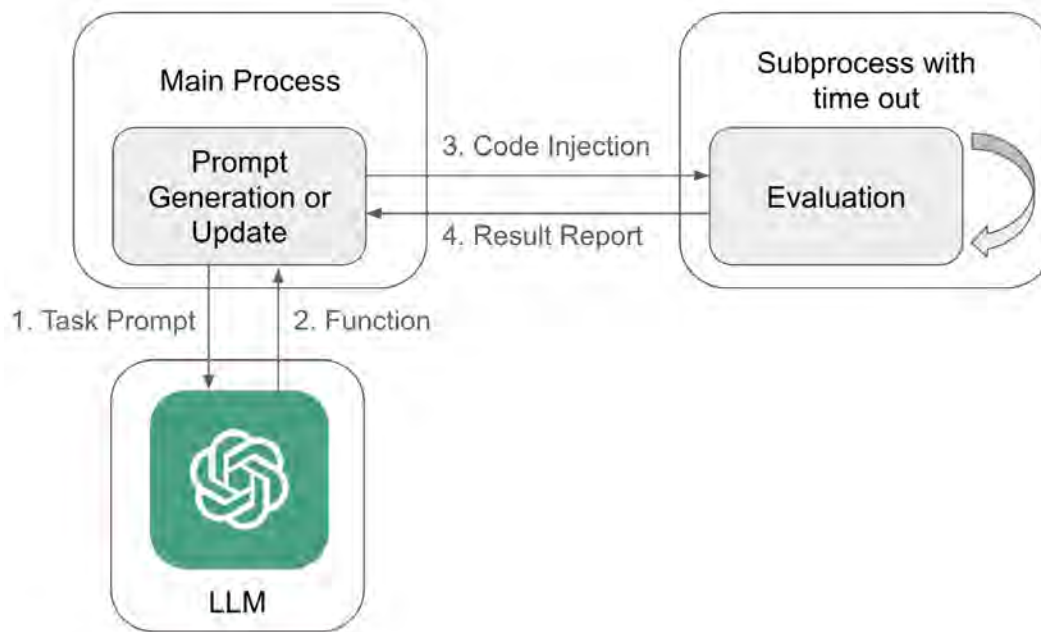 Main Process
Prompt
Generation or
Update
Subprocess with
time out
Evaluation
3. Code Injection
4. Result Report
1. Task Prompt
2. Function
LLM